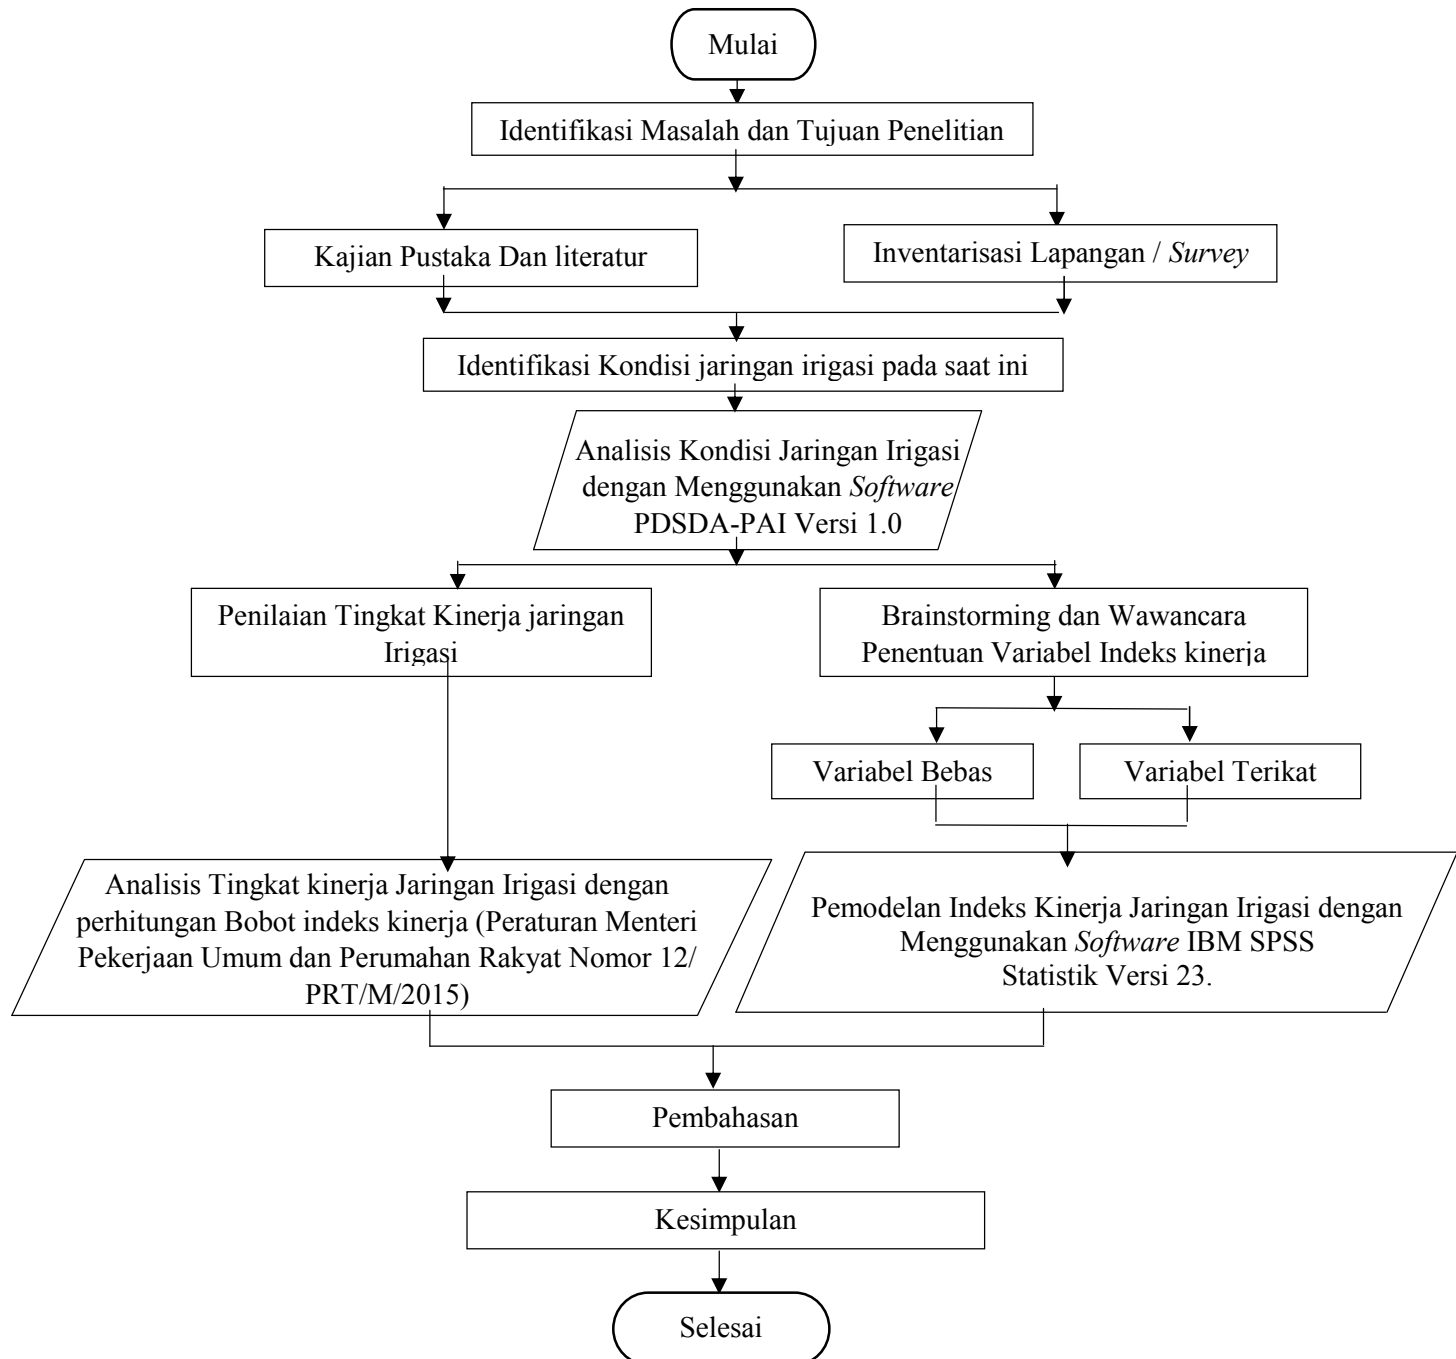 Mulai
Identifikasi Masalah dan Tujuan Penelitian
Kajian Pustaka Dan literatur
Inventarisasi Lapangan / Survey
Identifikasi Kondisi jaringan irigasi pada saat ini
Analisis Kondisi Jaringan Irigasi
dengan Menggunakan Software
PDSDA-PAI Versi 1.0
Penilaian Tingkat Kinerja jaringan
Irigasi
Brainstorming dan Wawancara
Penentuan Variabel Indeks kinerja
Variabel Bebas
Variabel Terikat
Analisis Tingkat kinerja Jaringan Irigasi dengan
perhitungan Bobot indeks kinerja (Peraturan Menteri
Pekerjaan Umum dan Perumahan Rakyat Nomor 12/
PRT/M/2015)
Pemodelan Indeks Kinerja Jaringan Irigasi dengan
Menggunakan Software IBM SPSS
Statistik Versi 23.
Pembahasan
Kesimpulan
Selesai